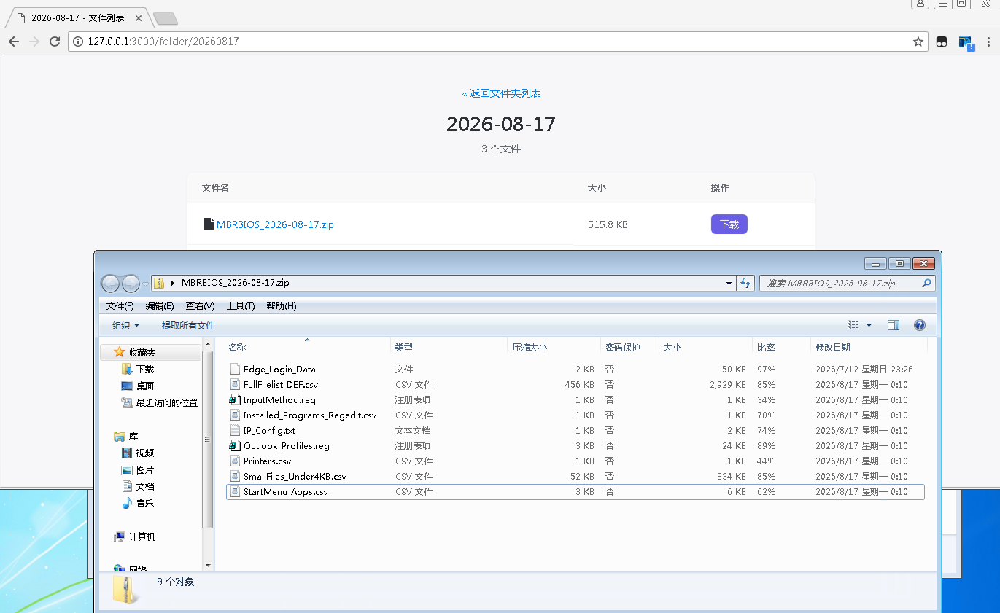 2026-08-17 - 文件列表
127.0.0.1:3000/folder/20260817
« 返回文件夹列表
2026-08-17
3 个文件
文件名 大小 操作
MBRBIOS_2026-08-17.zip 515.8 KB 下载
MBRBIOS_2026-08-17.zip 搜索 MBRBIOS_2026-08-17.zip
文件(F) 编辑(E) 查看(V) 工具(T) 帮助(H)
组织 提取所有文件
收藏夹
下载
桌面
最近访问的位置
库
视频
图片
文档
音乐
计算机
网络
名称 类型 压缩大小 密码保护 大小 比率 修改日期
Edge_Login_Data 文件 2 KB 否 50 KB 97% 2026/7/12 星期日 23:26
FullFilelist_DEF.csv CSV 文件 456 KB 否 2,929 KB 85% 2026/8/17 星期一 0:10
InputMethod.reg 注册表项 1 KB 否 1 KB 34% 2026/8/17 星期一 0:10
Installed_Programs_Regedit.csv CSV 文件 1 KB 否 1 KB 70% 2026/8/17 星期一 0:10
IP_Config.txt 文本文档 1 KB 否 2 KB 74% 2026/8/17 星期一 0:10
Outlook_Profiles.reg 注册表项 3 KB 否 24 KB 89% 2026/8/17 星期一 0:10
Printers.csv CSV 文件 1 KB 否 1 KB 44% 2026/8/17 星期一 0:10
SmallFiles_Under4KB.csv CSV 文件 52 KB 否 334 KB 85% 2026/8/17 星期一 0:10
StartMenu_Apps.csv CSV 文件 3 KB 否 6 KB 62% 2026/8/17 星期一 0:10
9 个对象